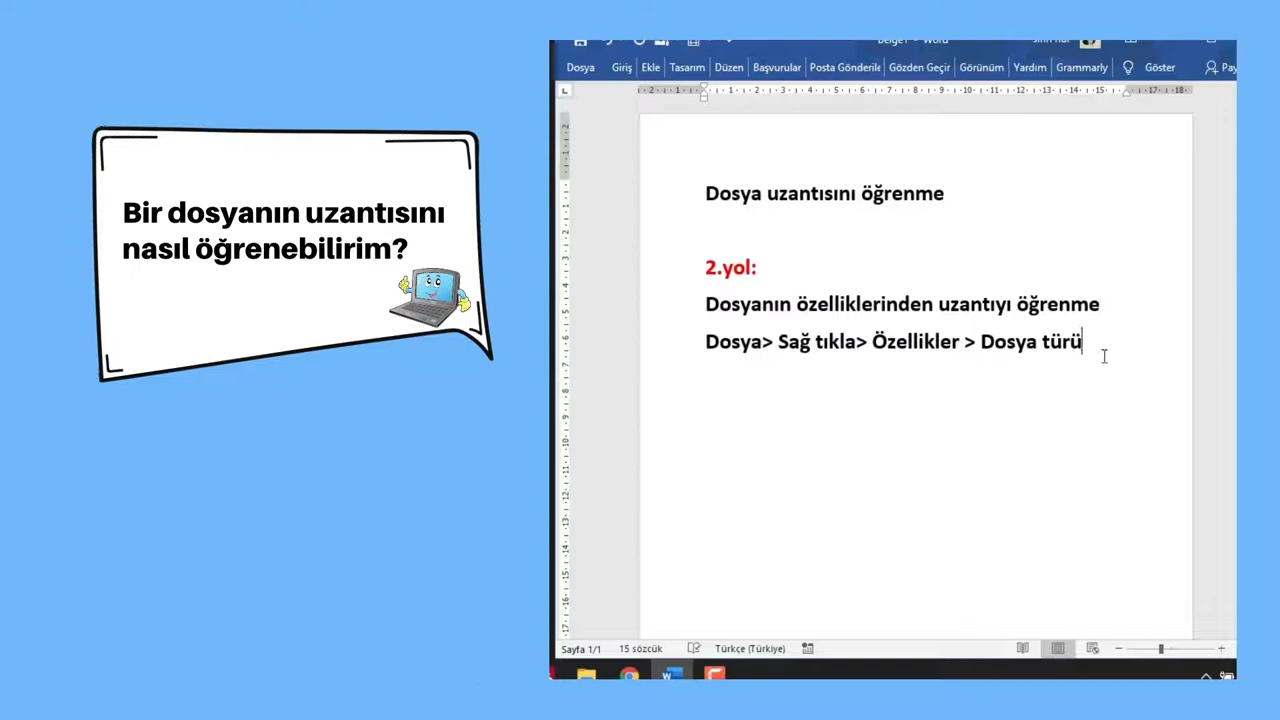 Bir dosyanın uzantısını
nasıl öğrenebilirim?
Dosya Giriş Ekle Tasarım Düzen Başvurular Posta Gönderile Gözden Geçir Görünüm Yardım Grammarly Göster Pay
Dosya uzantısını öğrenme
2.yol:
Dosyanın özelliklerinden uzantıyı öğrenme
Dosya> Sağ tıkla> Özellikler > Dosya türü
Sayfa 1/1 15 sözcük Türkçe (Türkiye)